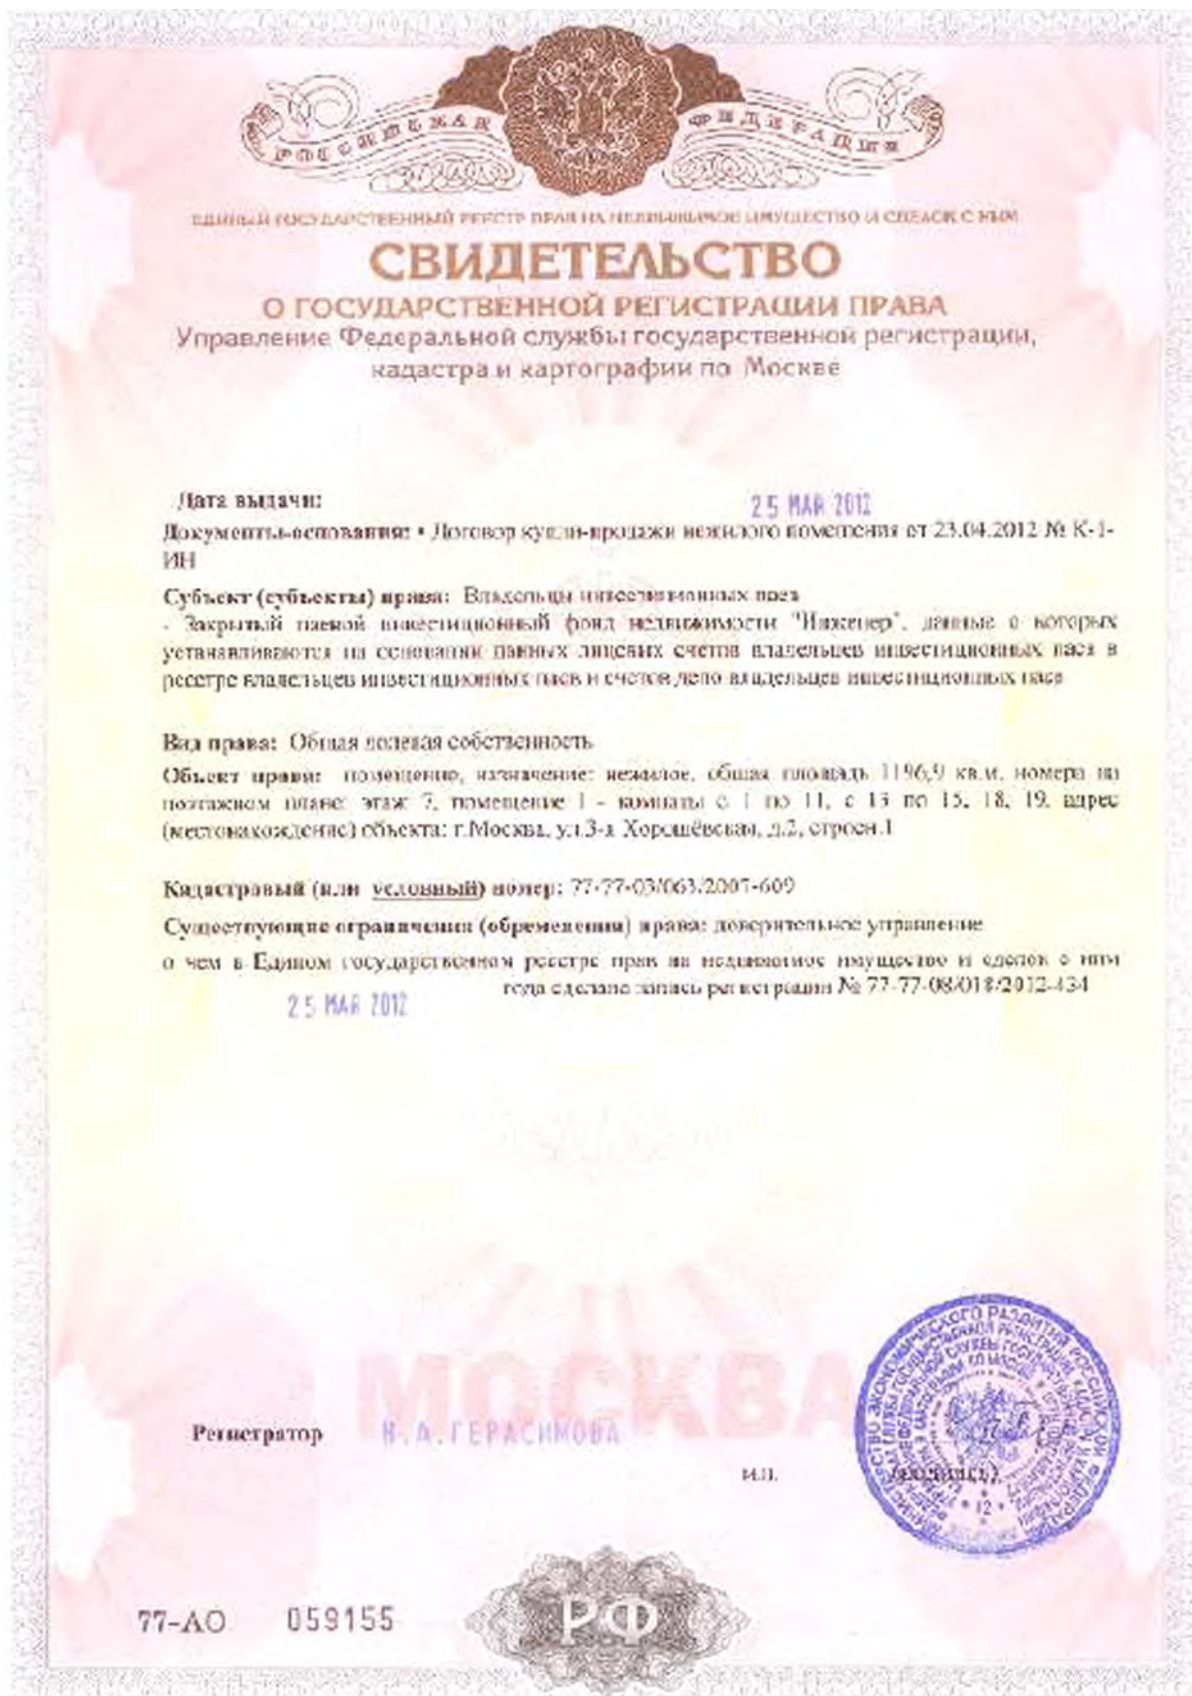 РОССИЙСКАЯ ФЕДЕРАЦИЯ
ЕДИНЫЙ ГОСУДАРСТВЕННЫЙ РЕЕСТР ПРАВ НА НЕДВИЖИМОЕ ИМУЩЕСТВО И СДЕЛОК С НИМ
СВИДЕТЕЛЬСТВО
О ГОСУДАРСТВЕННОЙ РЕГИСТРАЦИИ ПРАВА
Управление Федеральной службы государственной регистрации,
кадастра и картографии по Москве
Дата выдачи: 25 МАЯ 2012
Документы-основания: • Договор купли-продажи нежилого помещения от 23.04.2012 № К-1-
ИН
Субъект (субъекты) права: Владельцы инвестиционных паев
- Закрытый паевой инвестиционный фонд недвижимости "Инженер", данные о которых
устанавливаются на основании данных лицевых счетов владельцев инвестиционных паев в
реестре владельцев инвестиционных паев и счетов депо владельцев инвестиционных паев
Вид права: Общая долевая собственность
Объект права: помещение, назначение: нежилое, общая площадь 1196,9 кв.м, номера на
поэтажном плане: этаж 7, помещение I - комнаты с 1 по 11, с 13 по 15, 18, 19, адрес
(местонахождение) объекта: г.Москва, ул.3-я Хорошёвская, д.2, строен.1
Кадастровый (или условный) номер: 77-77-03/063/2007-609
Существующие ограничения (обременения) права: доверительное управление
о чем в Едином государственном реестре прав на недвижимое имущество и сделок с ним
25 МАЯ 2012 года сделана запись регистрации № 77-77-08/018/2012-434
МОСКВА
Регистратор Н.А. ГЕРАСИМОВА
М.П. (подпись)
77-АО 059155
РФ